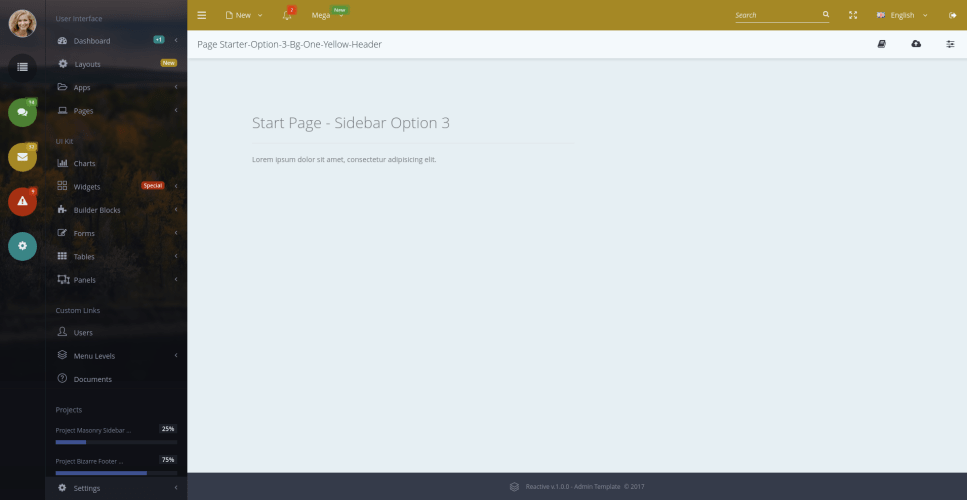 New
2
Mega
New
Search
English
User Interface
Dashboard
+1
Layouts
New
Apps
Pages
UI Kit
Charts
Widgets
Special
Builder Blocks
Forms
Tables
Panels
Custom Links
Users
Menu Levels
Documents
Projects
Project Masonry Sidebar ...
25%
Project Bizarre Footer ...
75%
Settings
Page Starter-Option-3-Bg-One-Yellow-Header
Start Page - Sidebar Option 3
Lorem ipsum dolor sit amet, consectetur adipisicing elit.
Reactive v.1.0.0 - Admin Template © 2017